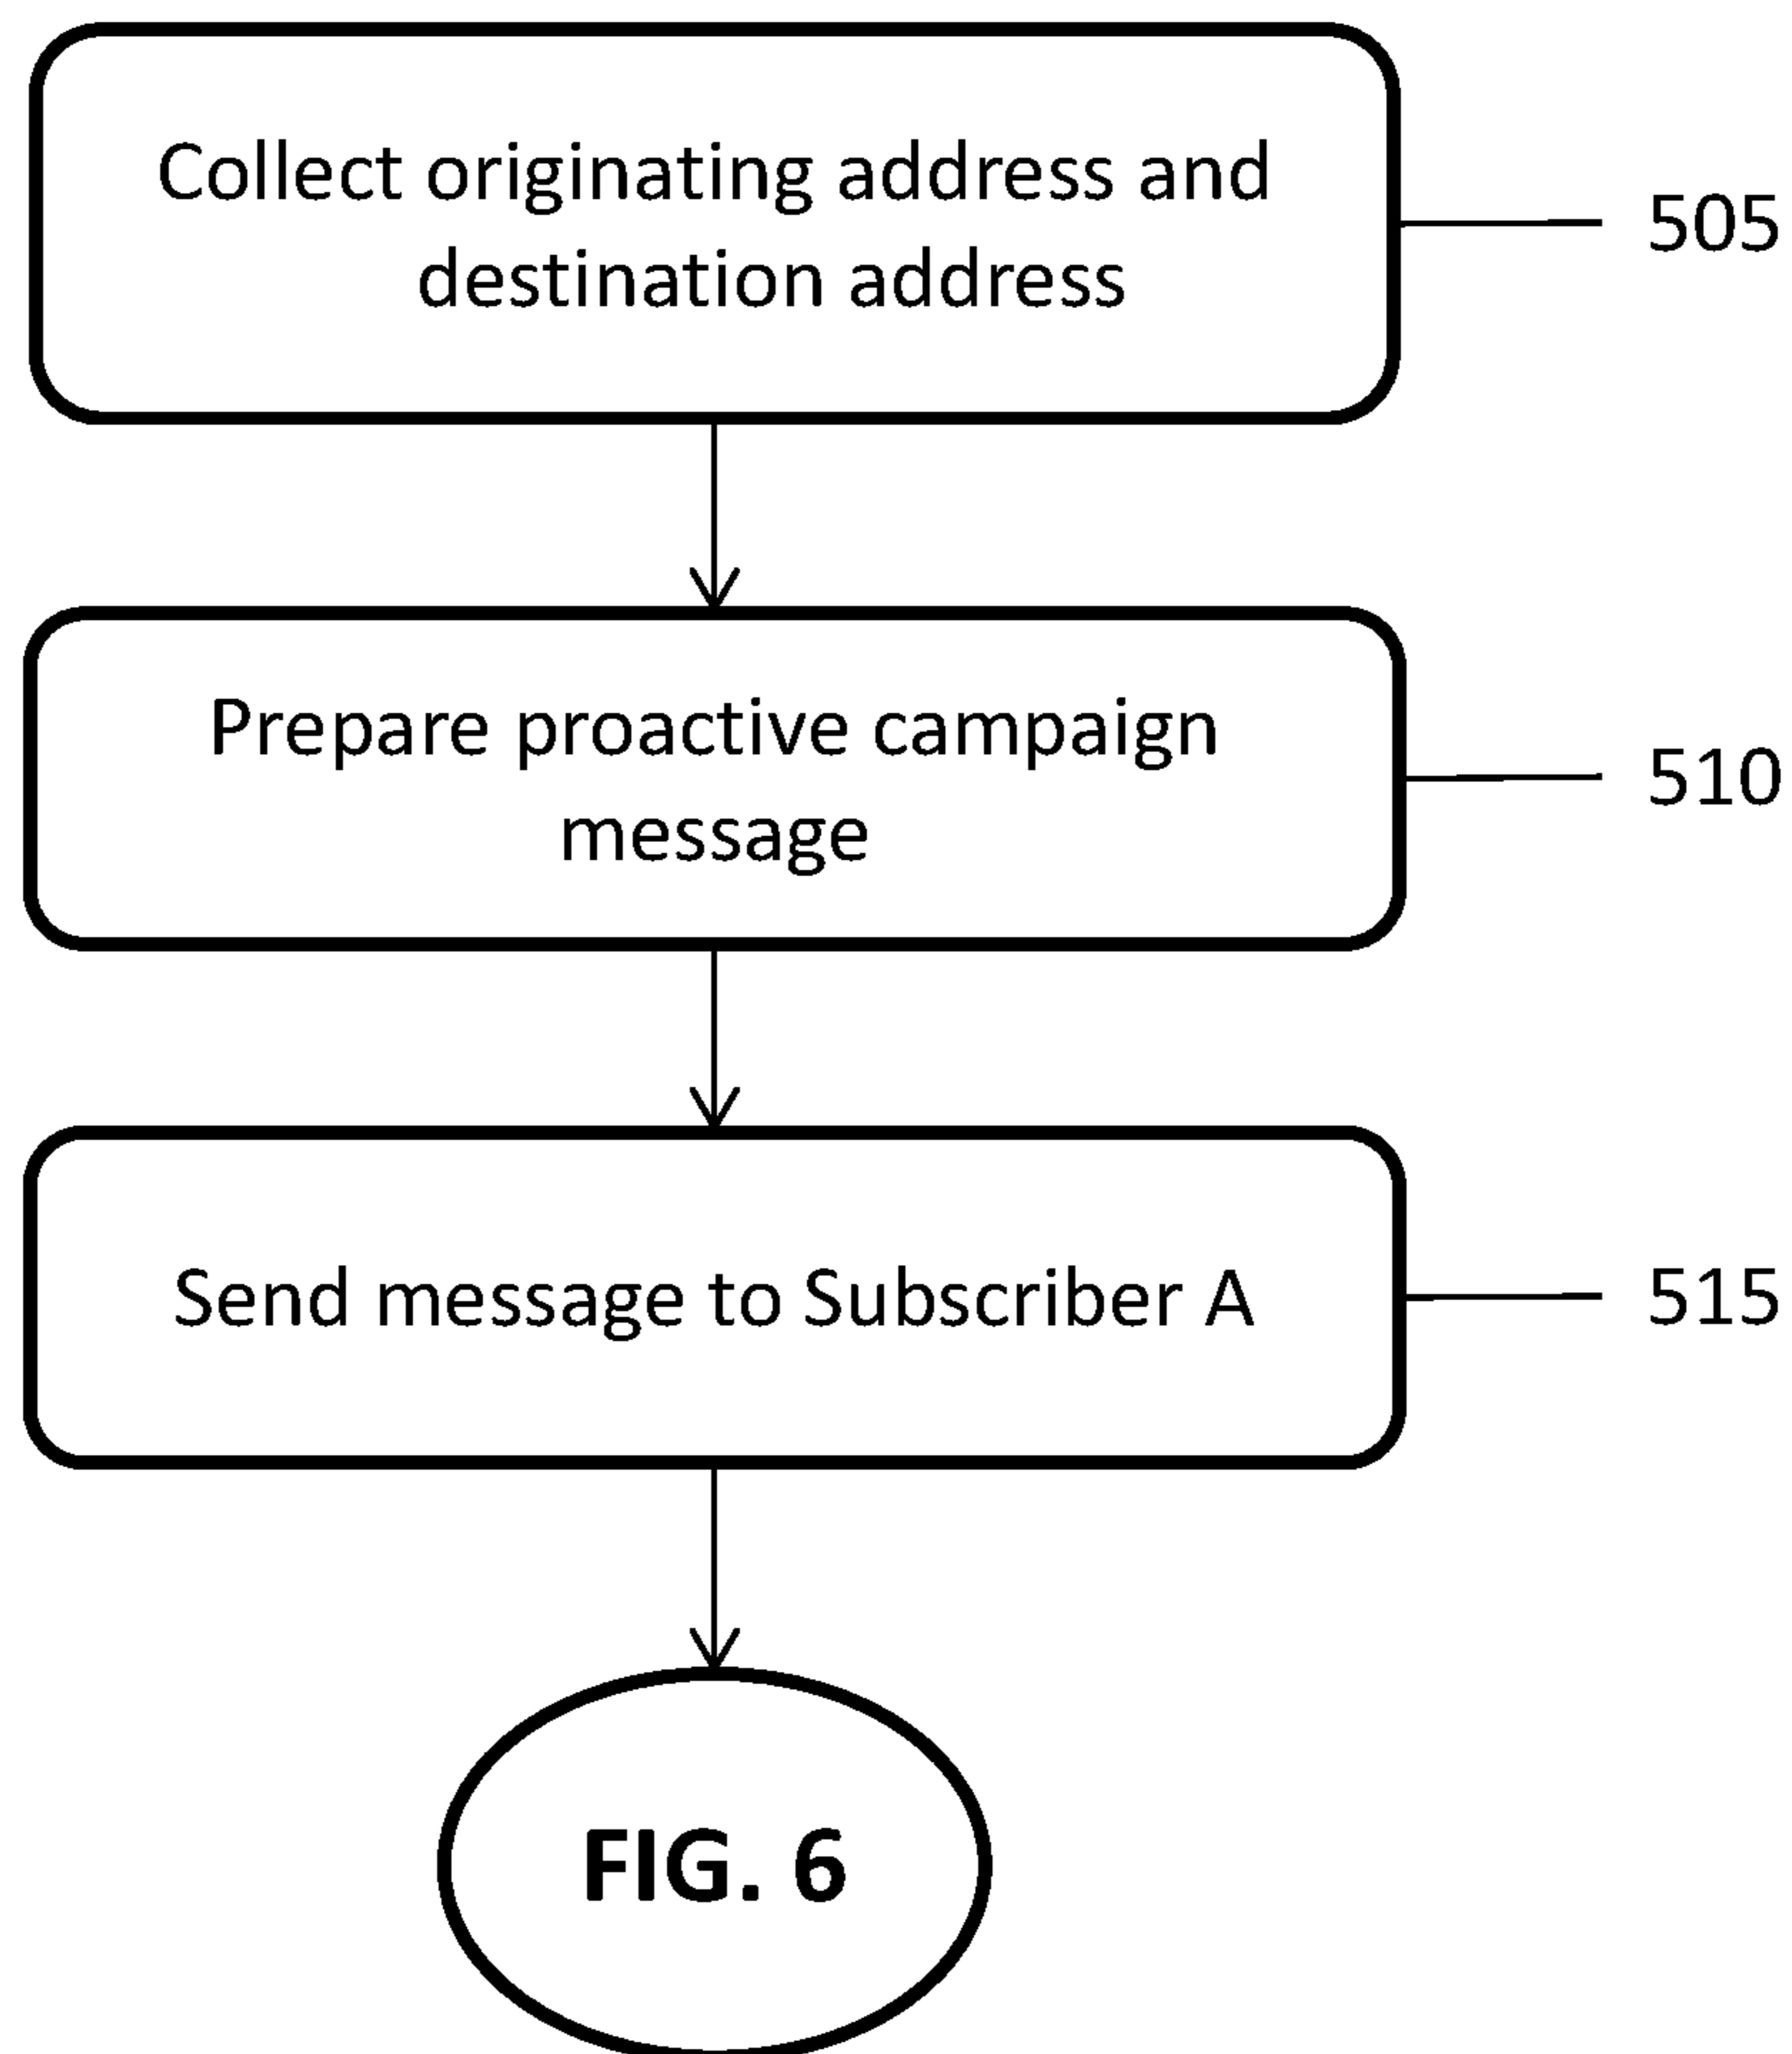 Collect originating address and
destination address
505
Prepare proactive campaign
message
510
Send message to Subscriber A
515
FIG. 6